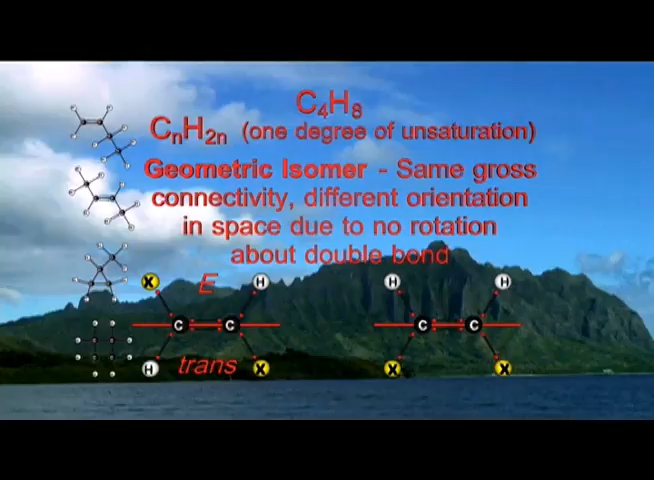 C₄H₈
CₙH₂ₙ (one degree of unsaturation)
Geometric Isomer - Same gross
connectivity, different orientation
in space due to no rotation
about double bond
X E H H H
C C C C
H trans X X X